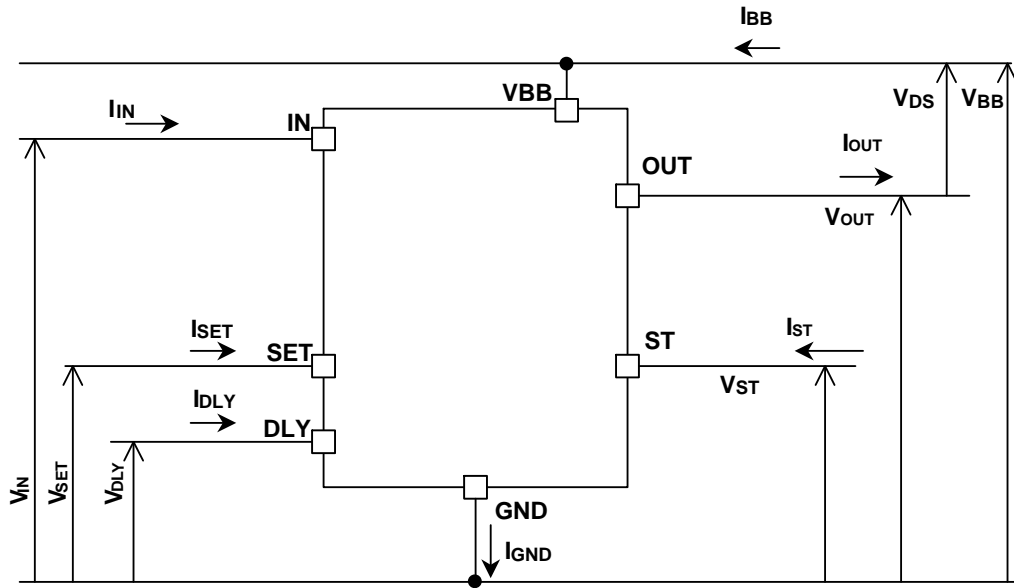 IBB
VBB
VDS
VBB
IIN
IN
OUT
IOUT
VOUT
ISET
SET
ST
IST
VST
IDLY
DLY
VIN
VSET
VDLY
GND
IGND